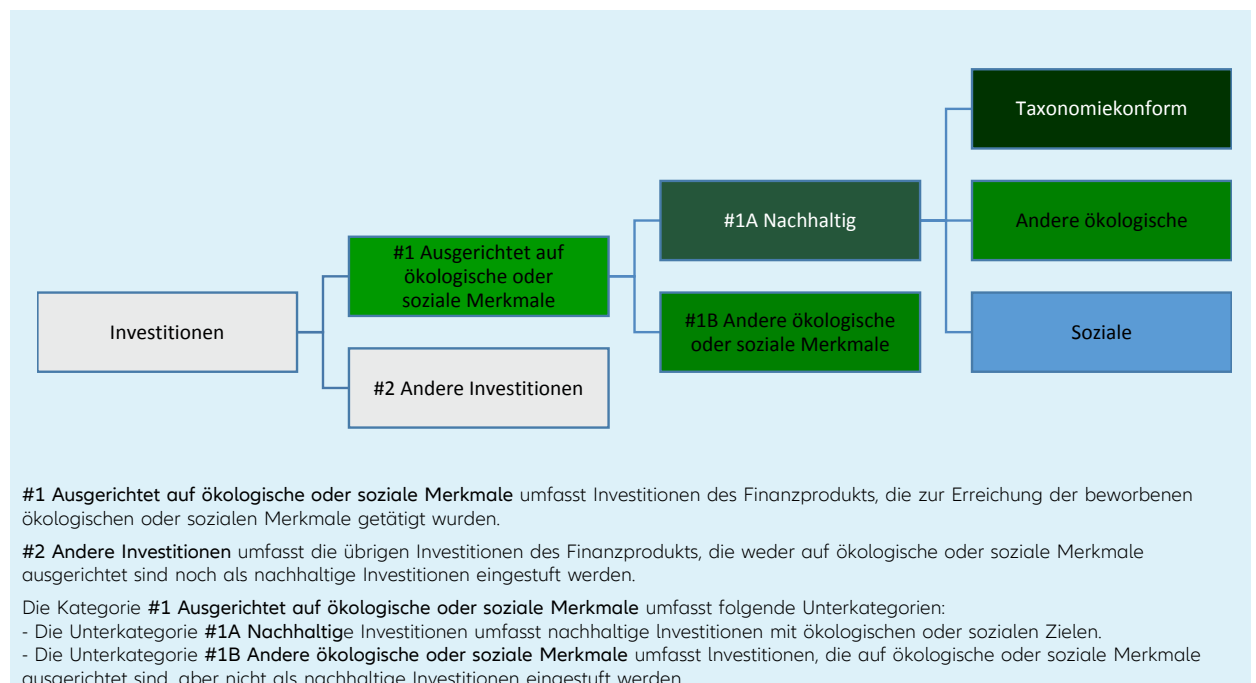 Taxonomiekonform
#1A Nachhaltig
Andere ökologische
#1 Ausgerichtet auf
ökologische oder
soziale Merkmale
Investitionen
#1B Andere ökologische
oder soziale Merkmale
Soziale
#2 Andere Investitionen
#1 Ausgerichtet auf ökologische oder soziale Merkmale umfasst Investitionen des Finanzprodukts, die zur Erreichung der beworbenen
ökologischen oder sozialen Merkmale getätigt wurden.
#2 Andere Investitionen umfasst die übrigen Investitionen des Finanzprodukts, die weder auf ökologische oder soziale Merkmale
ausgerichtet sind noch als nachhaltige Investitionen eingestuft werden.
Die Kategorie #1 Ausgerichtet auf ökologische oder soziale Merkmale umfasst folgende Unterkategorien:
- Die Unterkategorie #1A Nachhaltige Investitionen umfasst nachhaltige Investitionen mit ökologischen oder sozialen Zielen.
- Die Unterkategorie #1B Andere ökologische oder soziale Merkmale umfasst Investitionen, die auf ökologische oder soziale Merkmale
ausgerichtet sind, aber nicht als nachhaltige Investitionen eingestuft werden